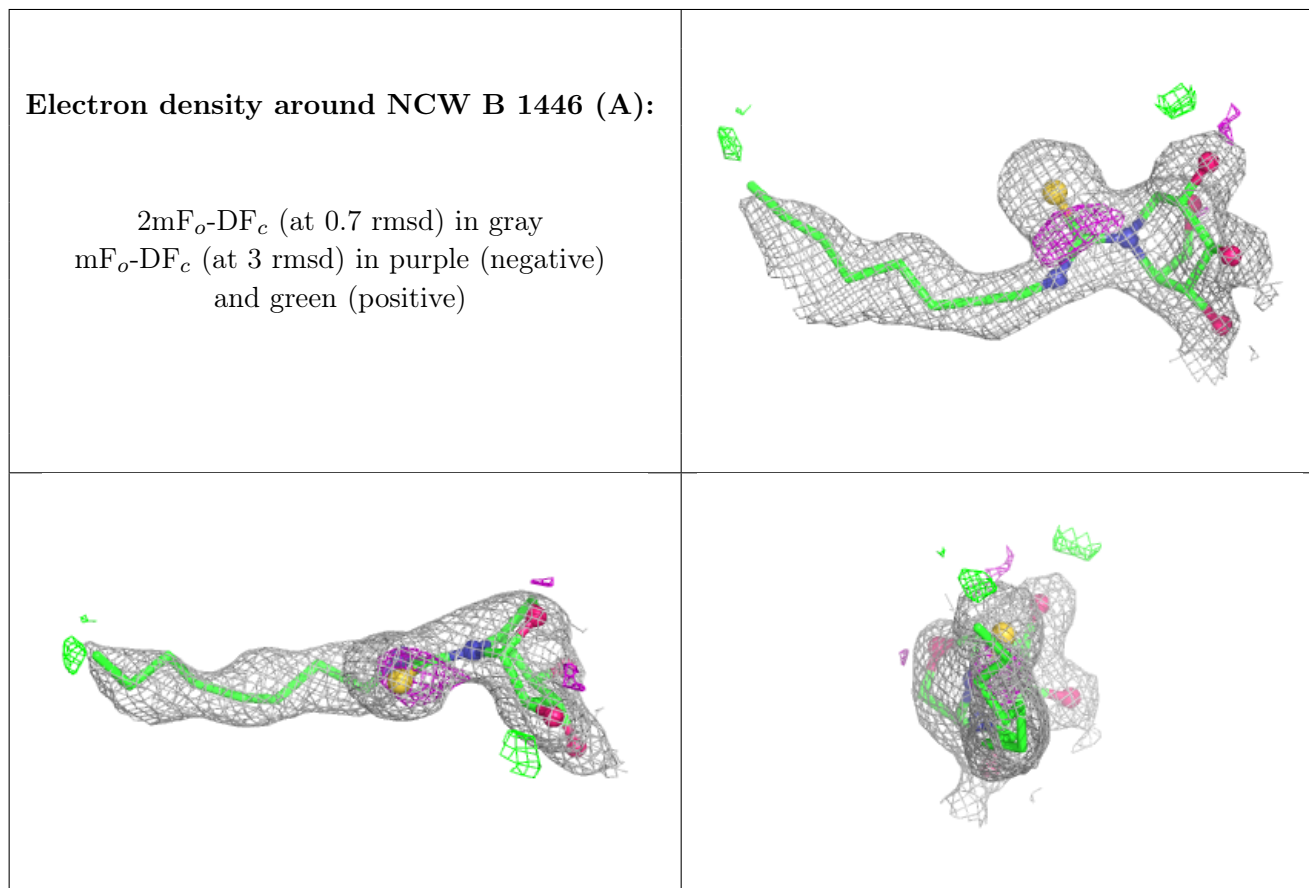 Electron density around NCW B 1446 (A):
2mFo-DFc (at 0.7 rmsd) in gray
mFo-DFc (at 3 rmsd) in purple (negative)
and green (positive)